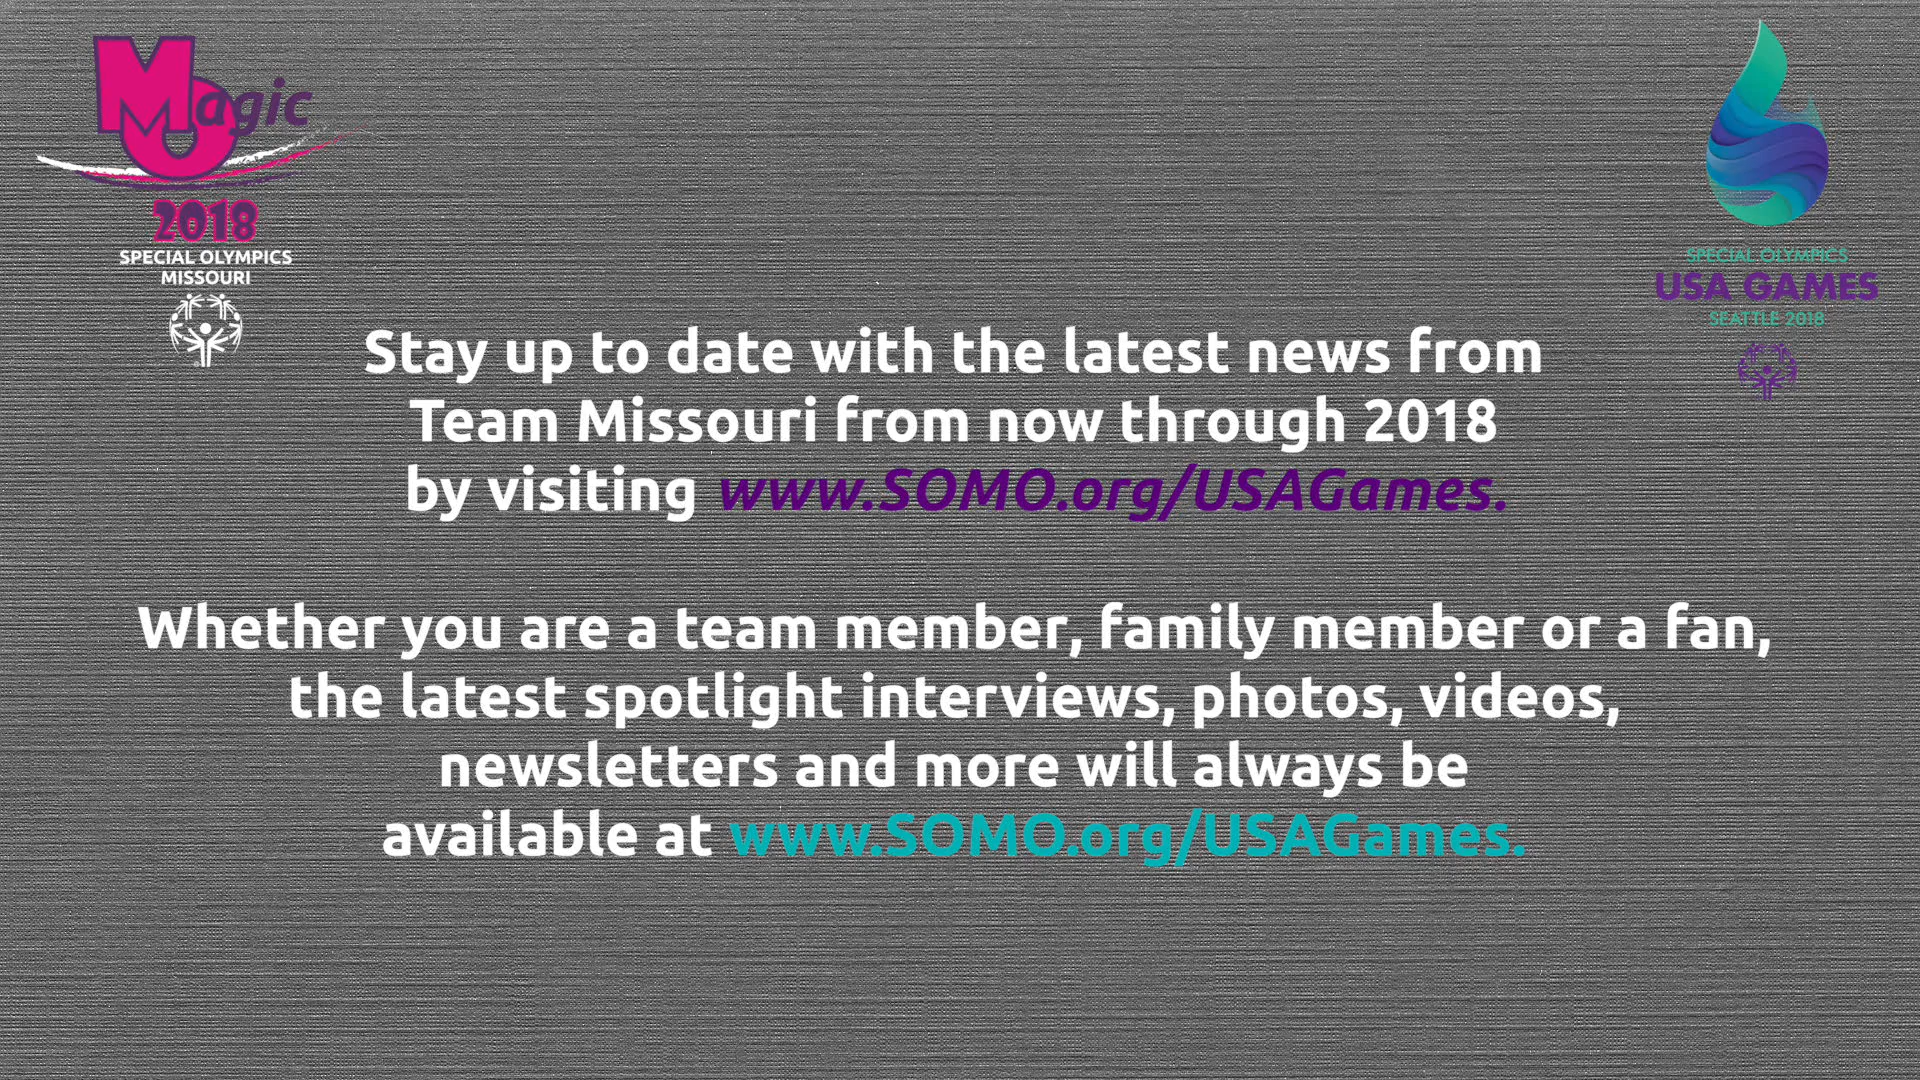 MO Magic
2018
SPECIAL OLYMPICS
MISSOURI
SPECIAL OLYMPICS
USA GAMES
SEATTLE 2018
Stay up to date with the latest news from
Team Missouri from now through 2018
by visiting www.SOMO.org/USAGames.
Whether you are a team member, family member or a fan,
the latest spotlight interviews, photos, videos,
newsletters and more will always be
available at www.SOMO.org/USAGames.